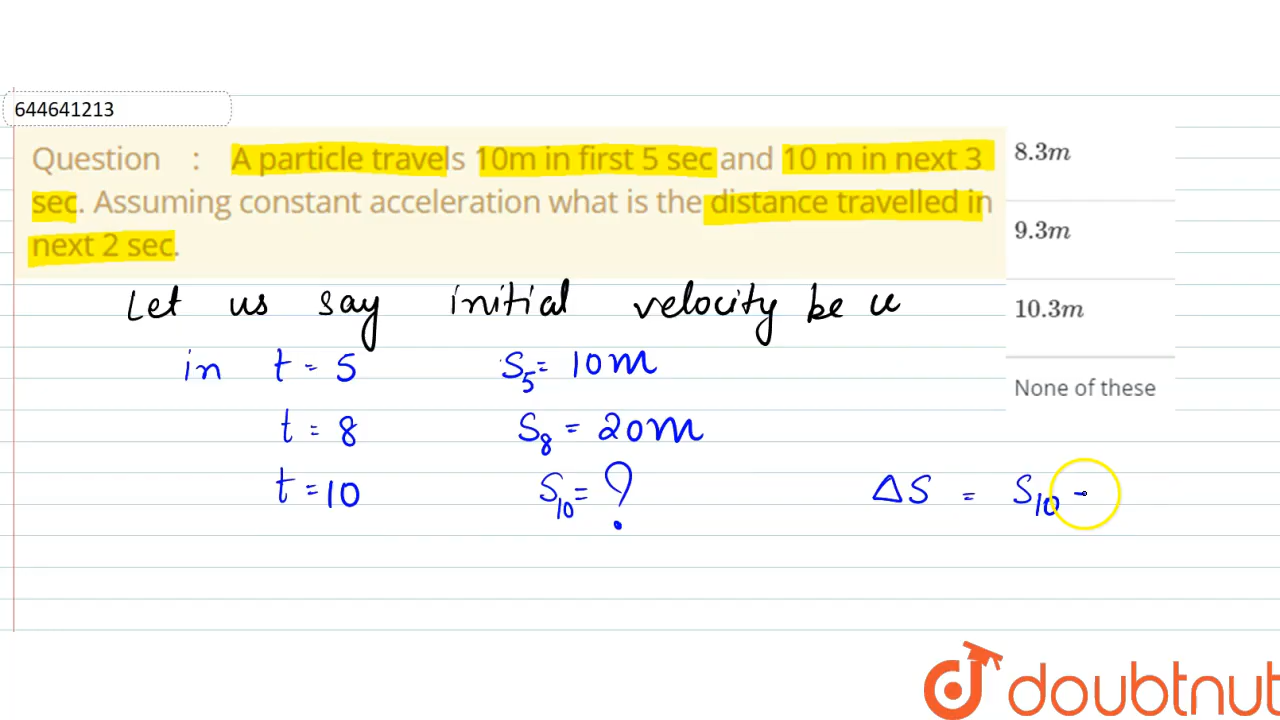 644641213
Question : A particle travels 10m in first 5 sec and 10 m in next 3
sec. Assuming constant acceleration what is the distance travelled in
next 2 sec.
8.3m
9.3m
10.3m
None of these
Let us say initial velocity be u
in t = 5 S₅ = 10m
t = 8 S₈ = 20m
t = 10 S₁₀ = ?
ΔS = S₁₀ -
doubtnut